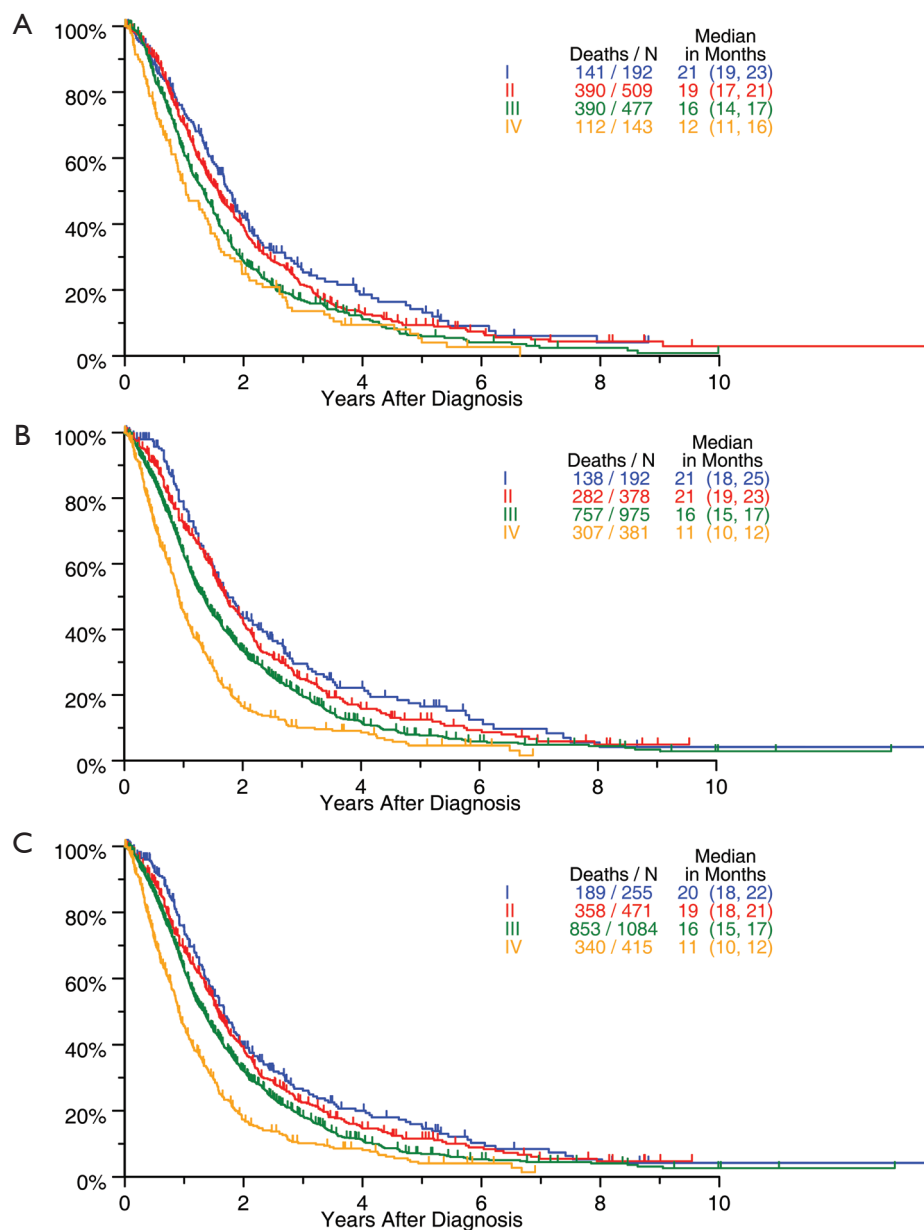 A
Median
Deaths / N in Months
I 141 / 192 21 (19, 23)
II 390 / 509 19 (17, 21)
III 390 / 477 16 (14, 17)
IV 112 / 143 12 (11, 16)
100%
80%
60%
40%
20%
0%
0 2 4 6 8 10
Years After Diagnosis
B
Median
Deaths / N in Months
I 138 / 192 21 (18, 25)
II 282 / 378 21 (19, 23)
III 757 / 975 16 (15, 17)
IV 307 / 381 11 (10, 12)
100%
80%
60%
40%
20%
0%
0 2 4 6 8 10
Years After Diagnosis
C
Median
Deaths / N in Months
I 189 / 255 20 (18, 22)
II 358 / 471 19 (18, 21)
III 853 / 1084 16 (15, 17)
IV 340 / 415 11 (10, 12)
100%
80%
60%
40%
20%
0%
0 2 4 6 8 10
Years After Diagnosis